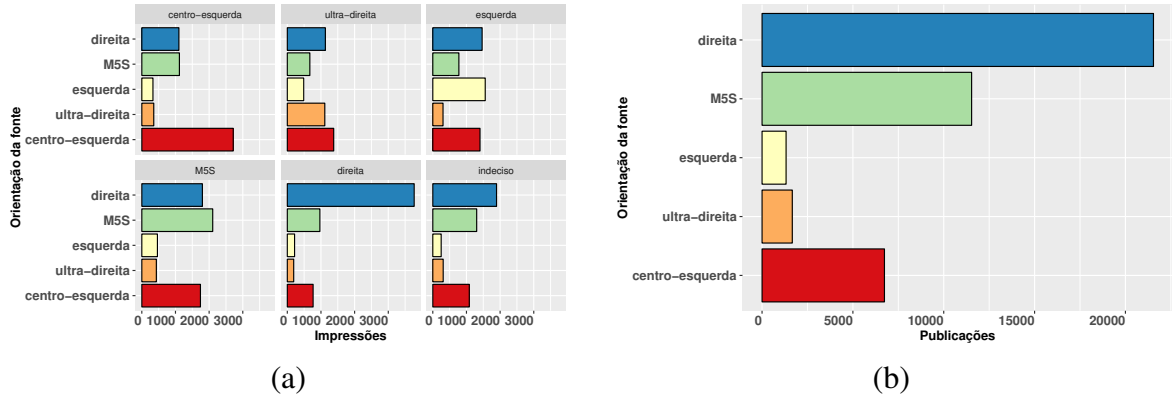 centro−esquerda ultra−direita esquerda
direita
M5S
esquerda
ultra−direita
centro−esquerda
M5S direita indeciso
direita
M5S
esquerda
ultra−direita
centro−esquerda
0 1000 2000 3000 0 1000 2000 3000 0 1000 2000 3000
Impressões
Orientação da fonte
(a)
direita
M5S
esquerda
ultra−direita
centro−esquerda
0 5000 10000 15000 20000
Publicações
Orientação da fonte
(b)